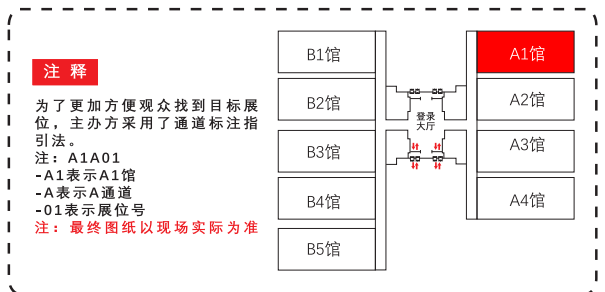 注 释
为了更加方便观众找到目标展
位，主办方采用了通道标注指
引法。
注：A1A01
-A1表示A1馆
-A表示A通道
-01表示展位号
注：最终图纸以现场实际为准
B1馆
B2馆
B3馆
B4馆
B5馆
登录
大厅
A1馆
A2馆
A3馆
A4馆